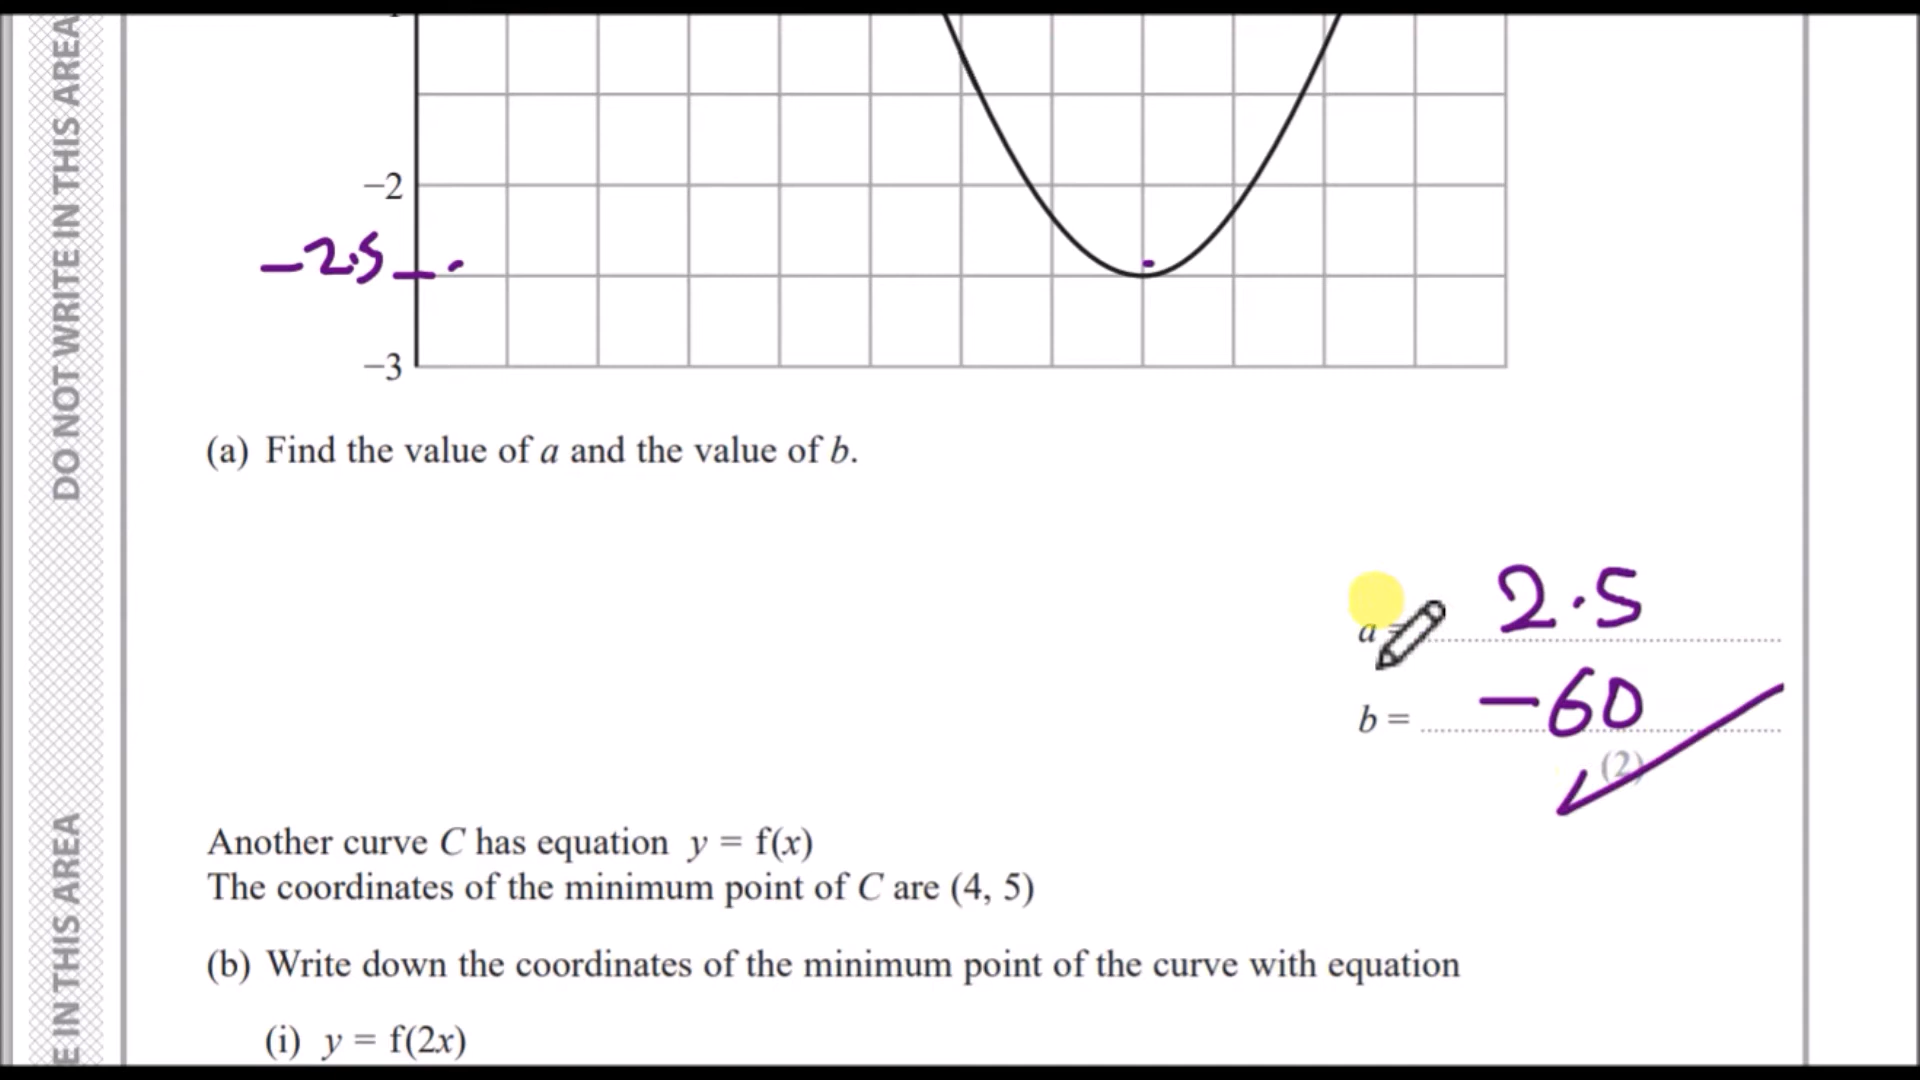 DO NOT WRITE IN THIS AREA
−2
−2.5
−3
(a) Find the value of a and the value of b.
a = 2.5
b = −60
(2)
Another curve C has equation y = f(x)
The coordinates of the minimum point of C are (4, 5)
(b) Write down the coordinates of the minimum point of the curve with equation
(i) y = f(2x)
E IN THIS AREA